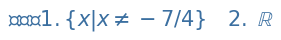 1. {x|x ≠ - 7/4} 2. ℝ